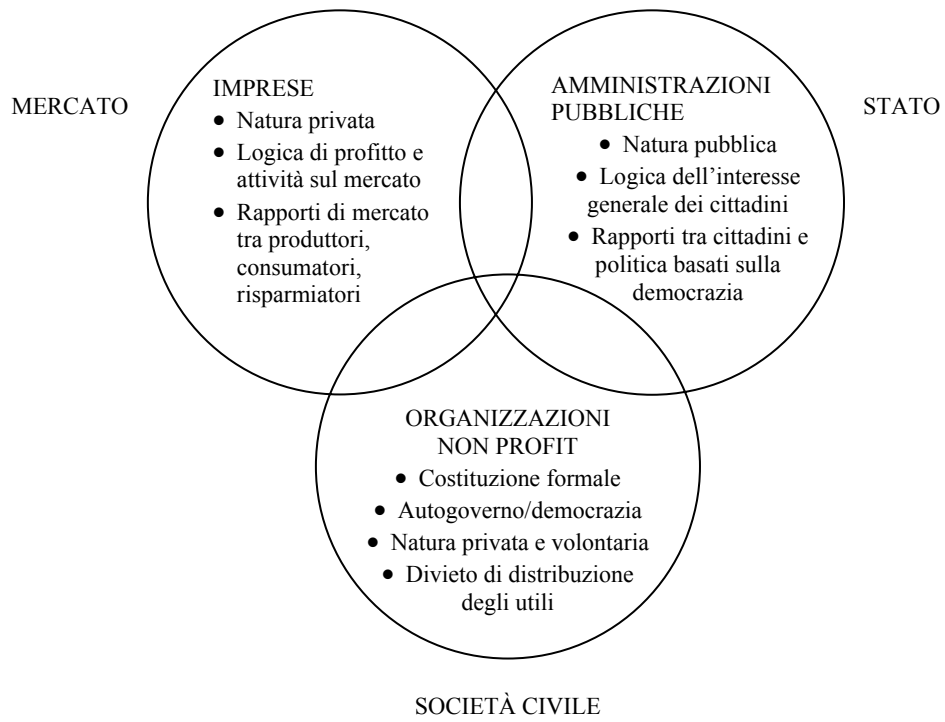 MERCATO
IMPRESE
• Natura privata
• Logica di profitto e
attività sul mercato
• Rapporti di mercato
tra produttori,
consumatori,
risparmiatori
AMMINISTRAZIONI
PUBBLICHE
• Natura pubblica
• Logica dell’interesse
generale dei cittadini
• Rapporti tra cittadini e
politica basati sulla
democrazia
STATO
ORGANIZZAZIONI
NON PROFIT
• Costituzione formale
• Autogoverno/democrazia
• Natura privata e volontaria
• Divieto di distribuzione
degli utili
SOCIETÀ CIVILE